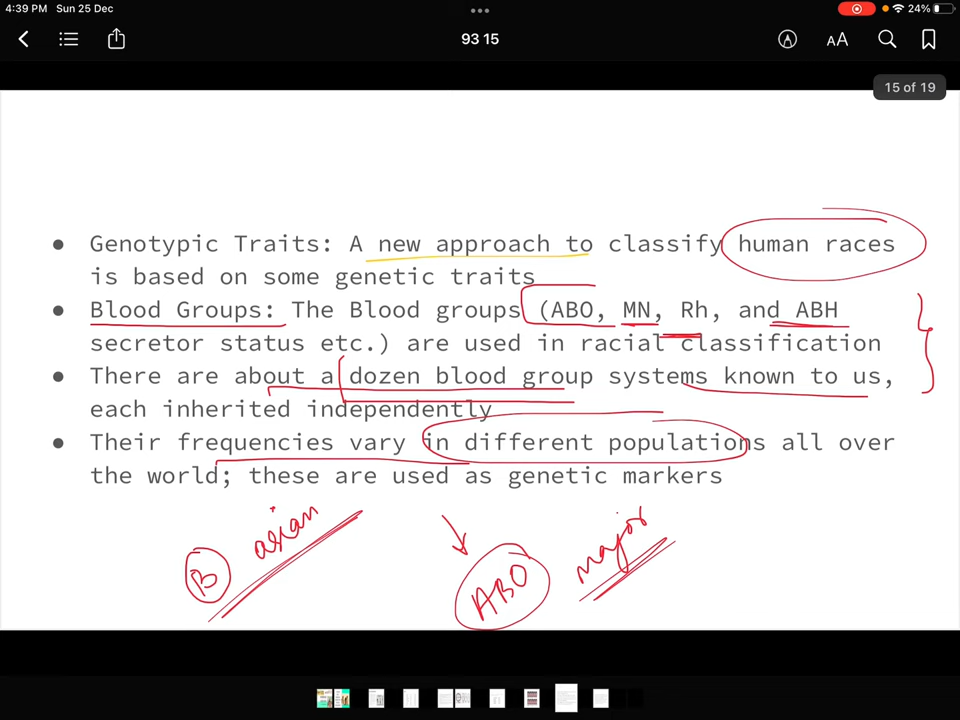 4:39 PM Sun 25 Dec
24%
93 15
AA
15 of 19
• Genotypic Traits: A new approach to classify human races
is based on some genetic traits
• Blood Groups: The Blood groups (ABO, MN, Rh, and ABH
secretor status etc.) are used in racial classification
• There are about a dozen blood group systems known to us,
each inherited independently
• Their frequencies vary in different populations all over
the world; these are used as genetic markers
B asian
ABO major